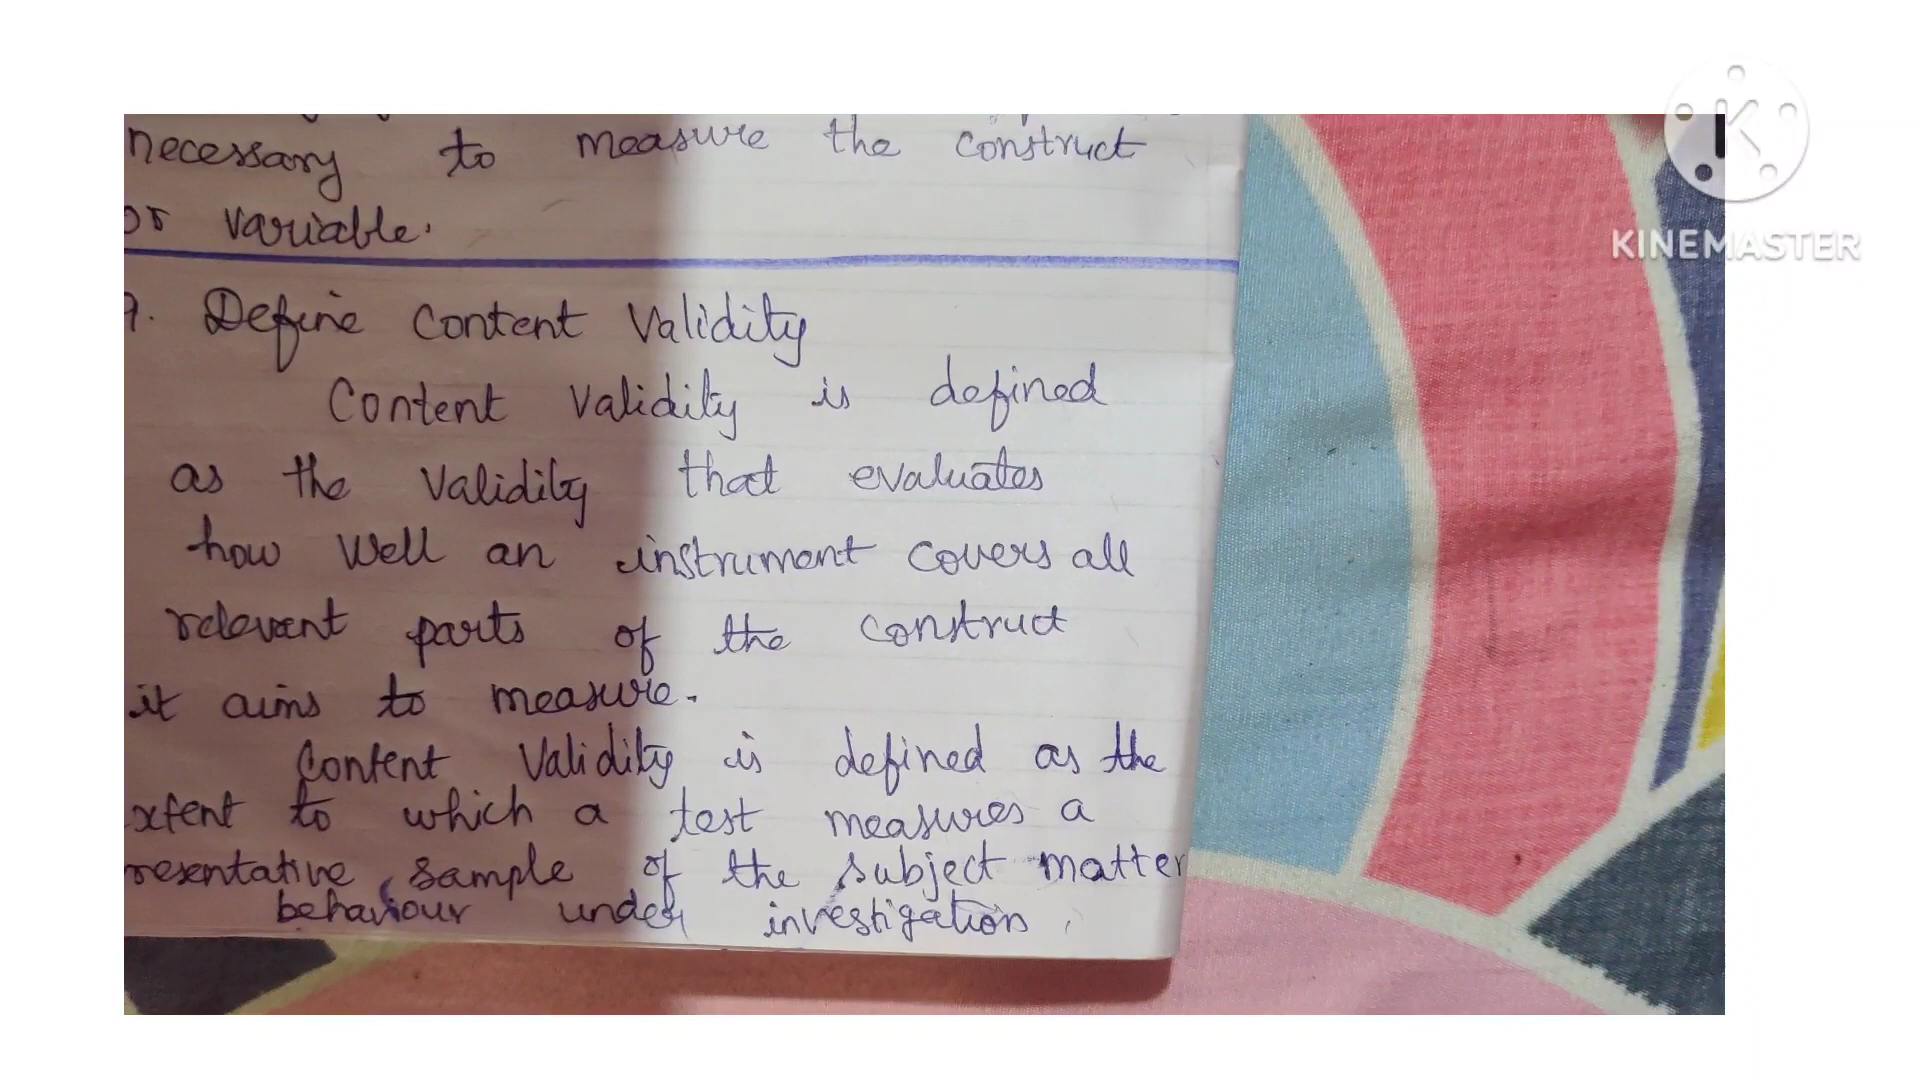 necessary to measure the construct
or variable.
9. Define Content Validity
Content Validity is defined
as the Validity that evaluates
how well an instrument covers all
relevant parts of the construct
it aims to measure.
Content Validity is defined as the
xtent to which a test measures a
resentative sample of the subject matter
behaviour under investigation.
KINEMASTER